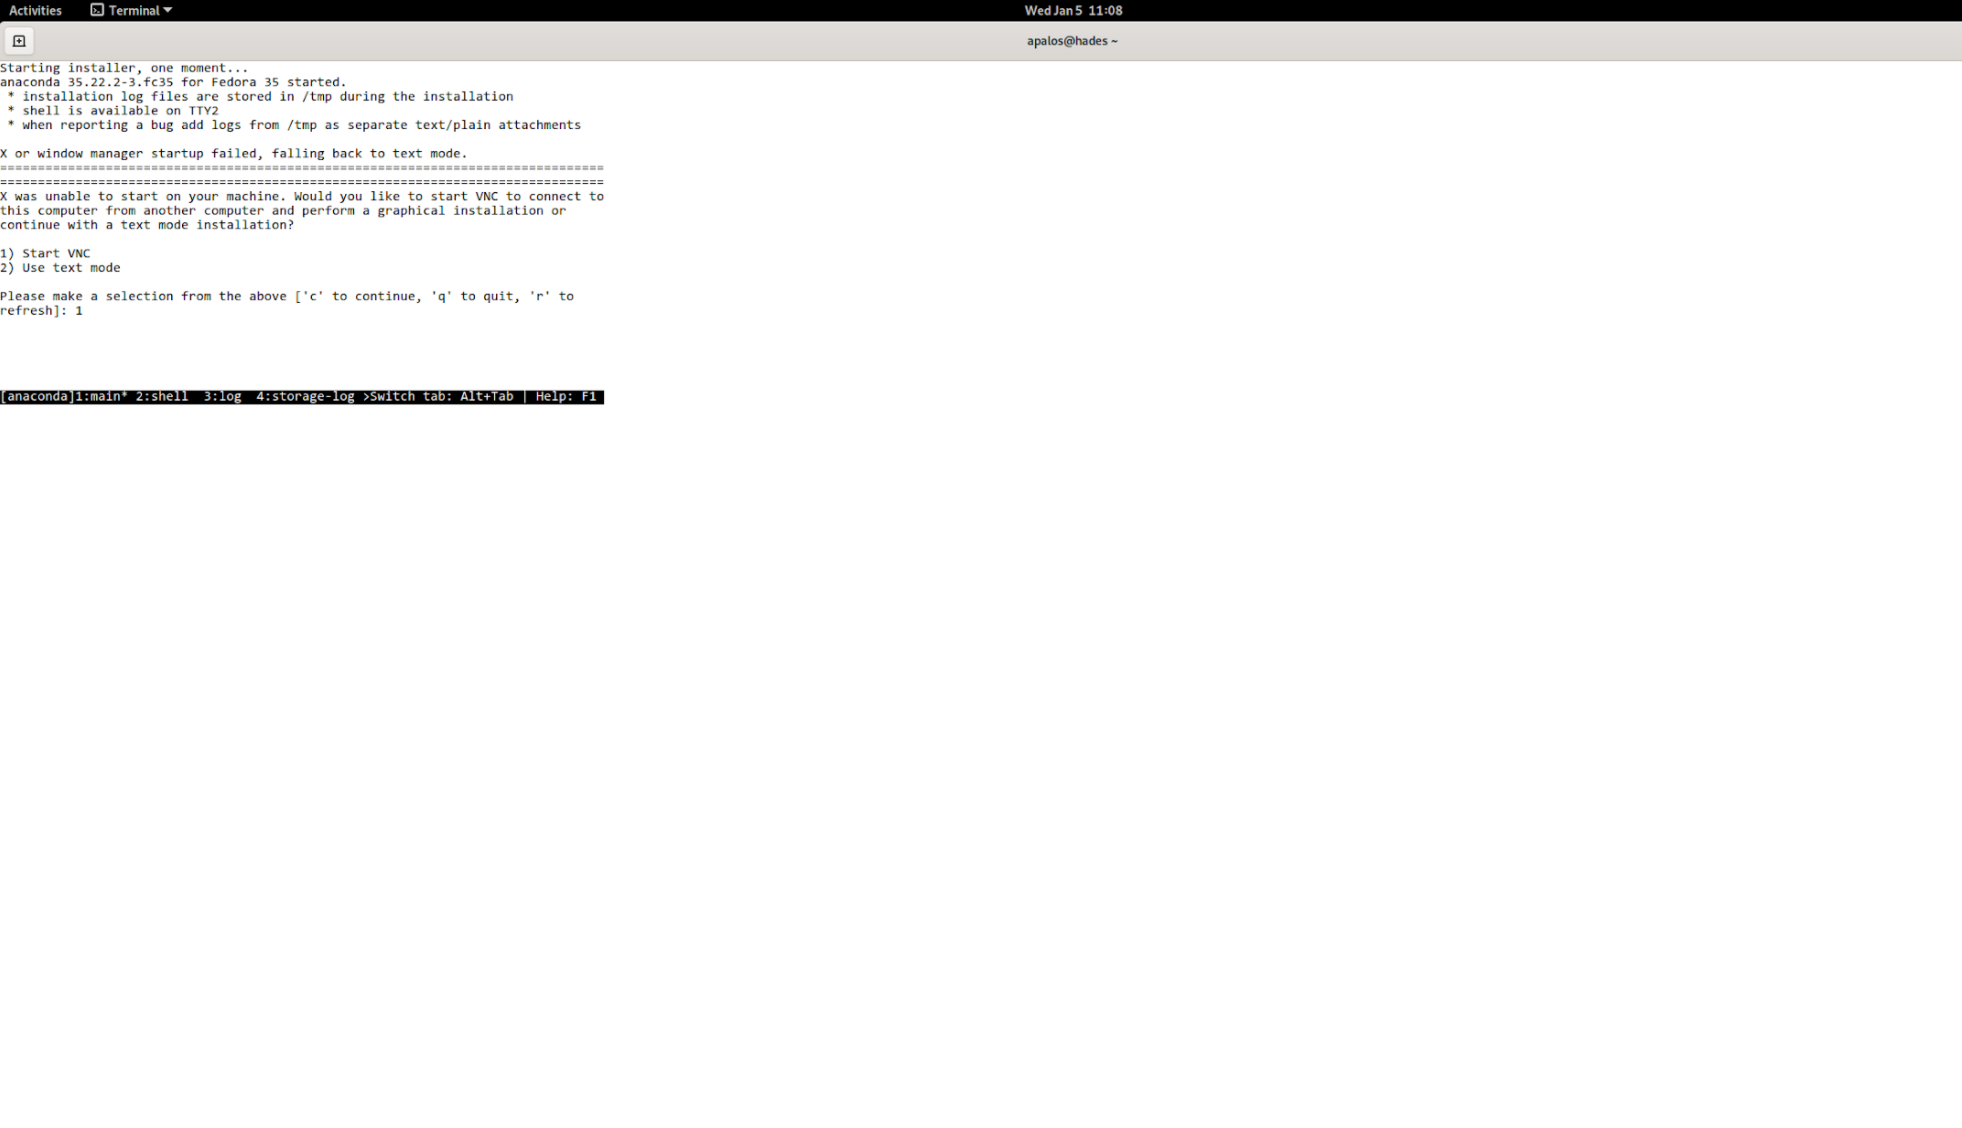 Activities Terminal Wed Jan 5 11:08
apalos@hades ~
Starting installer, one moment...
anaconda 35.22.2-3.fc35 for Fedora 35 started.
* installation log files are stored in /tmp during the installation
* shell is available on TTY2
* when reporting a bug add logs from /tmp as separate text/plain attachments
X or window manager startup failed, falling back to text mode.
================================================================================
================================================================================
X was unable to start on your machine. Would you like to start VNC to connect to
this computer from another computer and perform a graphical installation or
continue with a text mode installation?
1) Start VNC
2) Use text mode
Please make a selection from the above ['c' to continue, 'q' to quit, 'r' to
refresh]: 1
[anaconda]1:main* 2:shell  3:log  4:storage-log >Switch tab: Alt+Tab | Help: F1